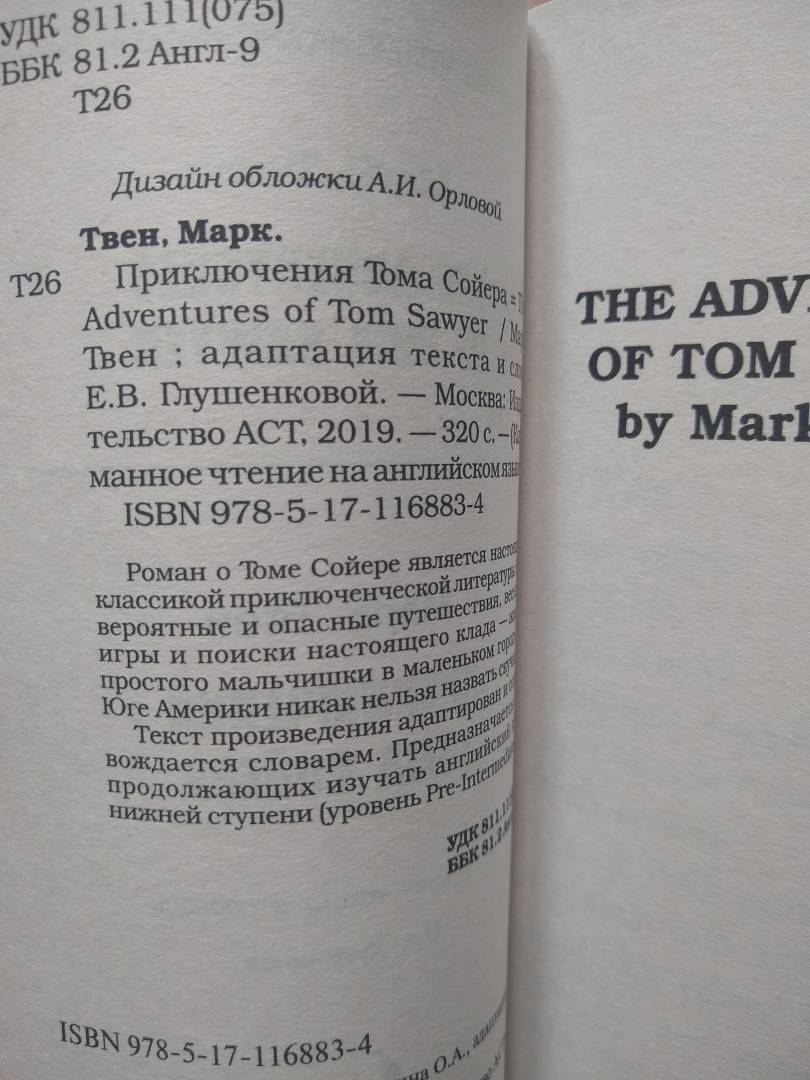 УДК 811.111(075)
ББК 81.2 Англ-9
Т26
Дизайн обложки А.И. Орловой
Твен, Марк.
Т26 Приключения Тома Сойера =
Adventures of Tom Sawyer /
Твен ; адаптация текста и
Е.В. Глушенковой. — Москва:
тельство АСТ, 2019. — 320 с. –
манное чтение на английском
ISBN 978-5-17-116883-4
Роман о Томе Сойере является
классикой приключенческой литературы
вероятные и опасные путешествия,
игры и поиски настоящего клада –
простого мальчишки в маленьком
Юге Америки никак нельзя назвать
Текст произведения адаптирован и
вождается словарем. Предназначается
продолжающих изучать английский
нижней ступени (уровень
УДК
ББК 81.2
ISBN 978-5-17-116883-4
О.А.,
THE
OF TOM
by